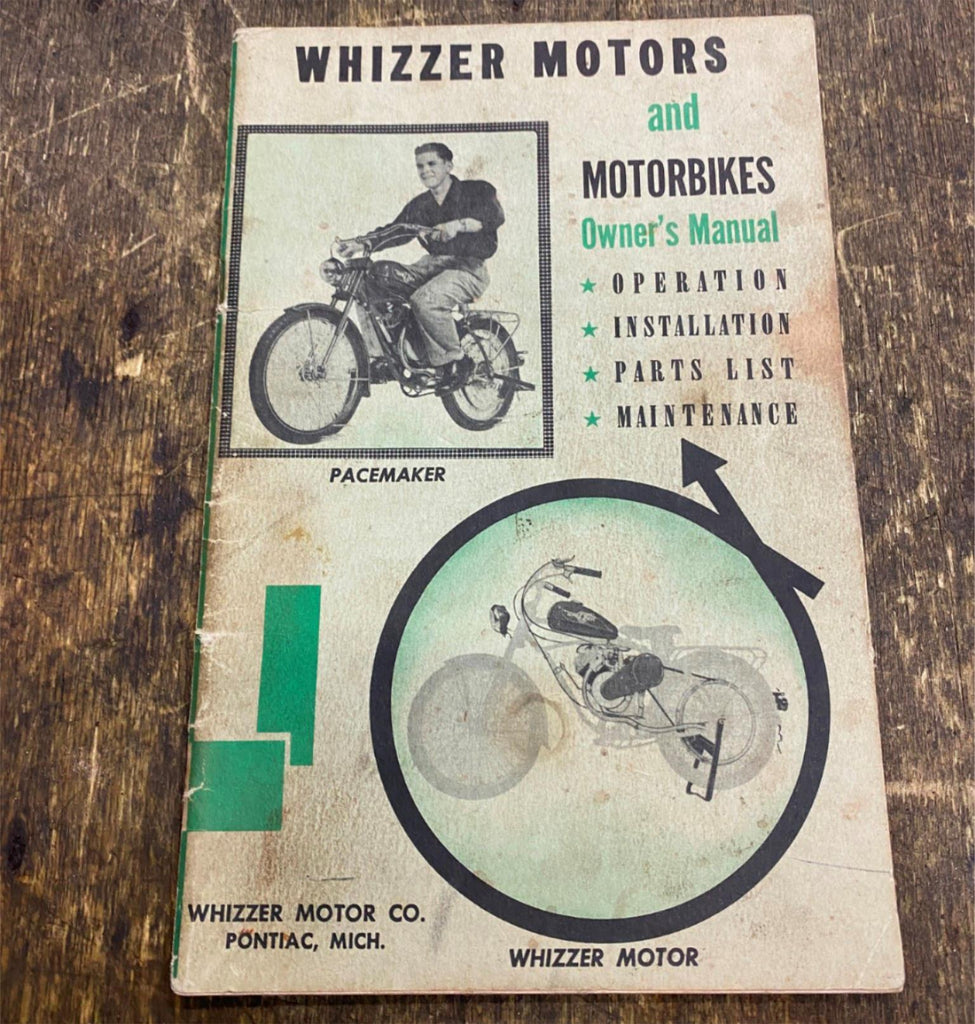 WHIZZER MOTORS
and
MOTORBIKES
Owner's Manual
★ OPERATION
★ INSTALLATION
★ PARTS LIST
★ MAINTENANCE
PACEMAKER
WHIZZER MOTOR CO.
PONTIAC, MICH.
WHIZZER MOTOR